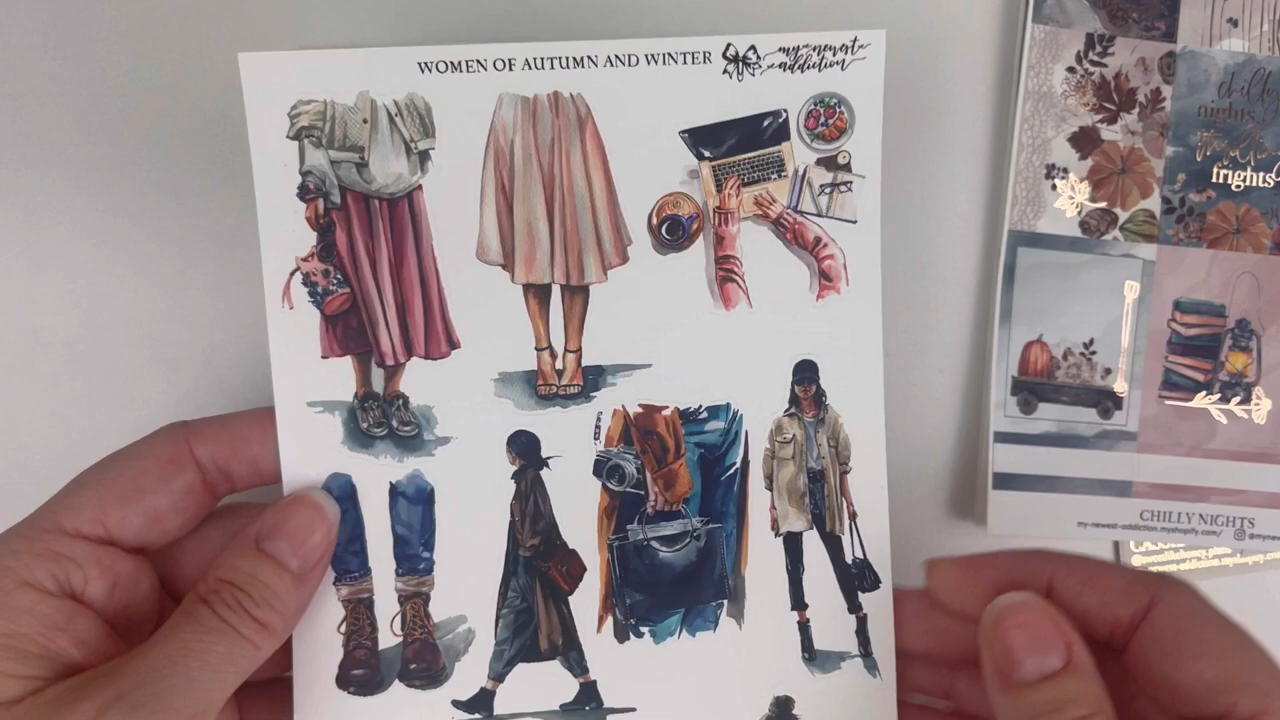 WOMEN OF AUTUMN AND WINTER
my newest
addiction
chilly
nights
frights
CHILLY NIGHTS
my-newest-addiction.myshopify.com/